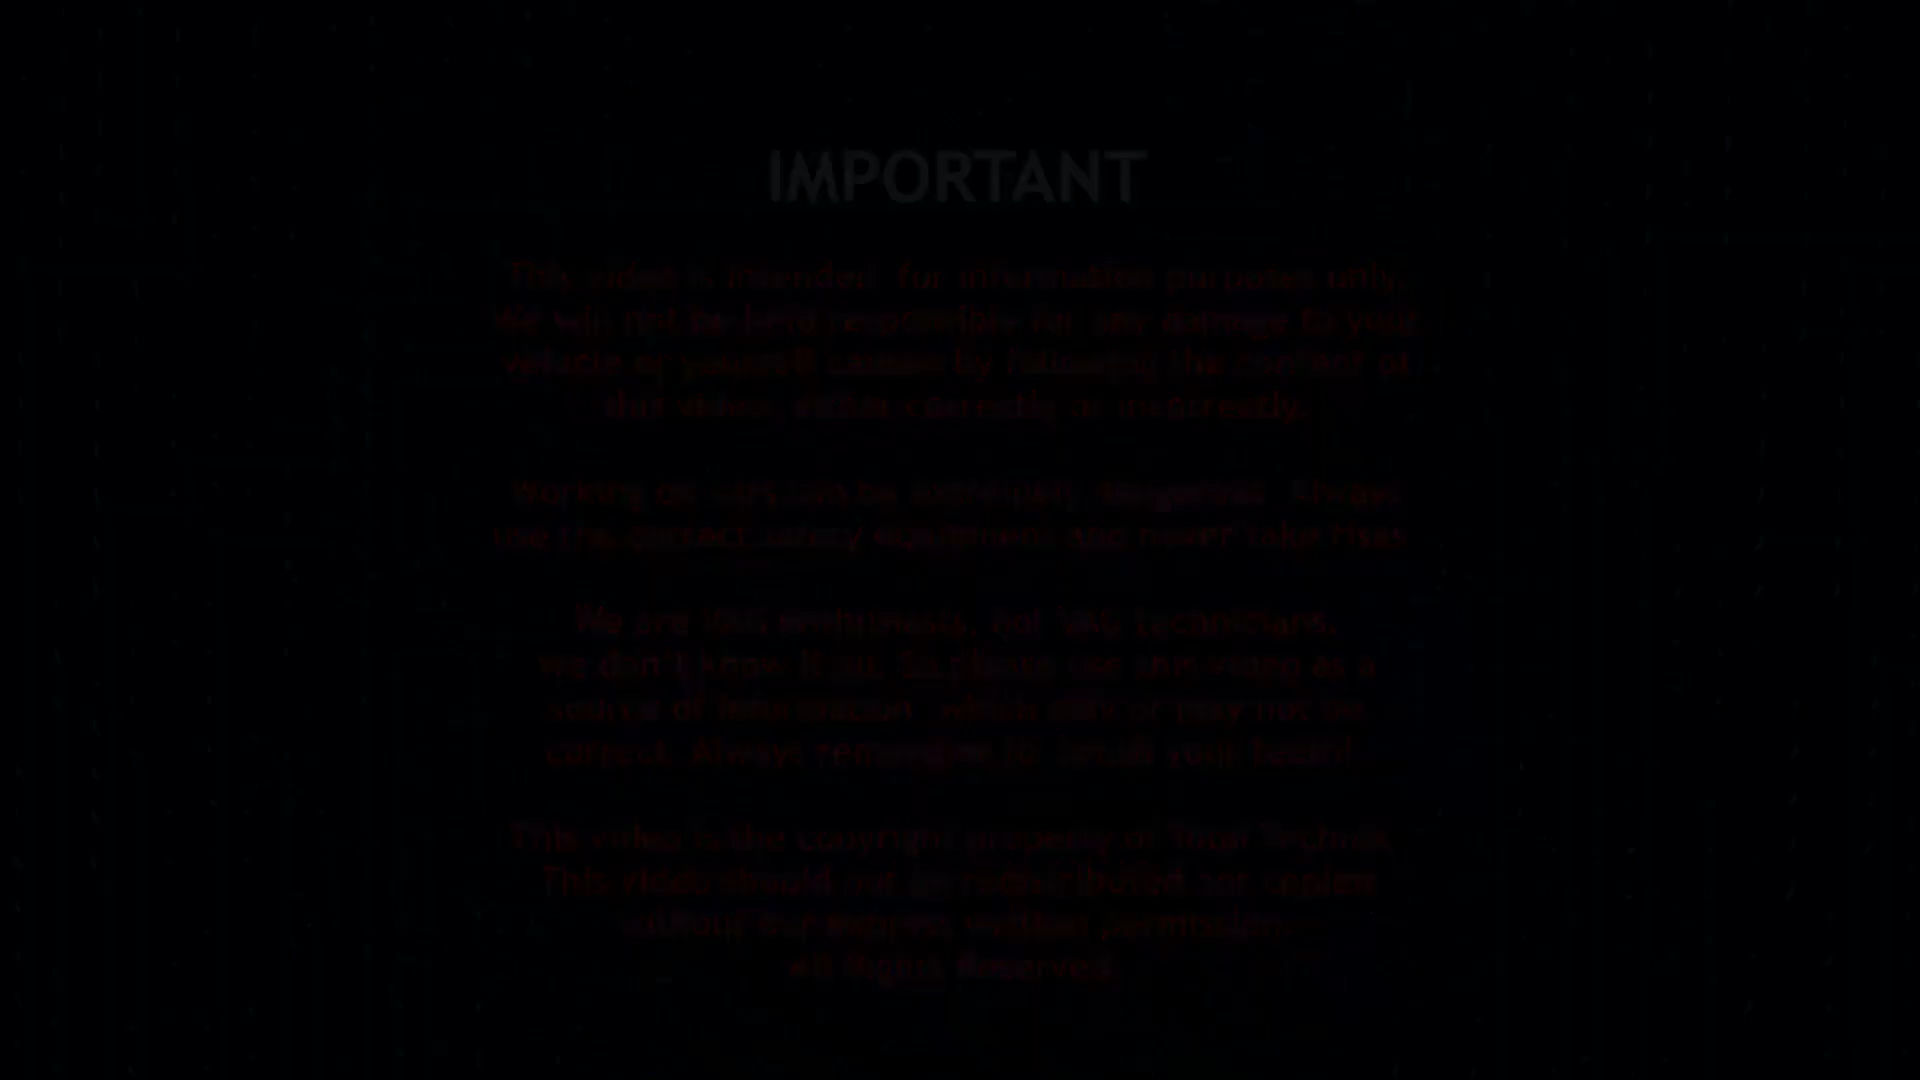 IMPORTANT
This video is intended for information purposes only.
We will not be held responsible for any damage to your
vehicle or yourself caused by following the content of
this video, either correctly or incorrectly.
Working on cars can be extremely dangerous. Always
use the correct safety equipment and never take risks
We are VAG enthusiasts, not VAG technicians.
We don't know it all. So please use this video as a
source of information which may or may not be
correct. Always remember to your
This video is the copyright property of Total
This video should not be redistributed nor copied
without our express written permission.
All Rights Reserved.